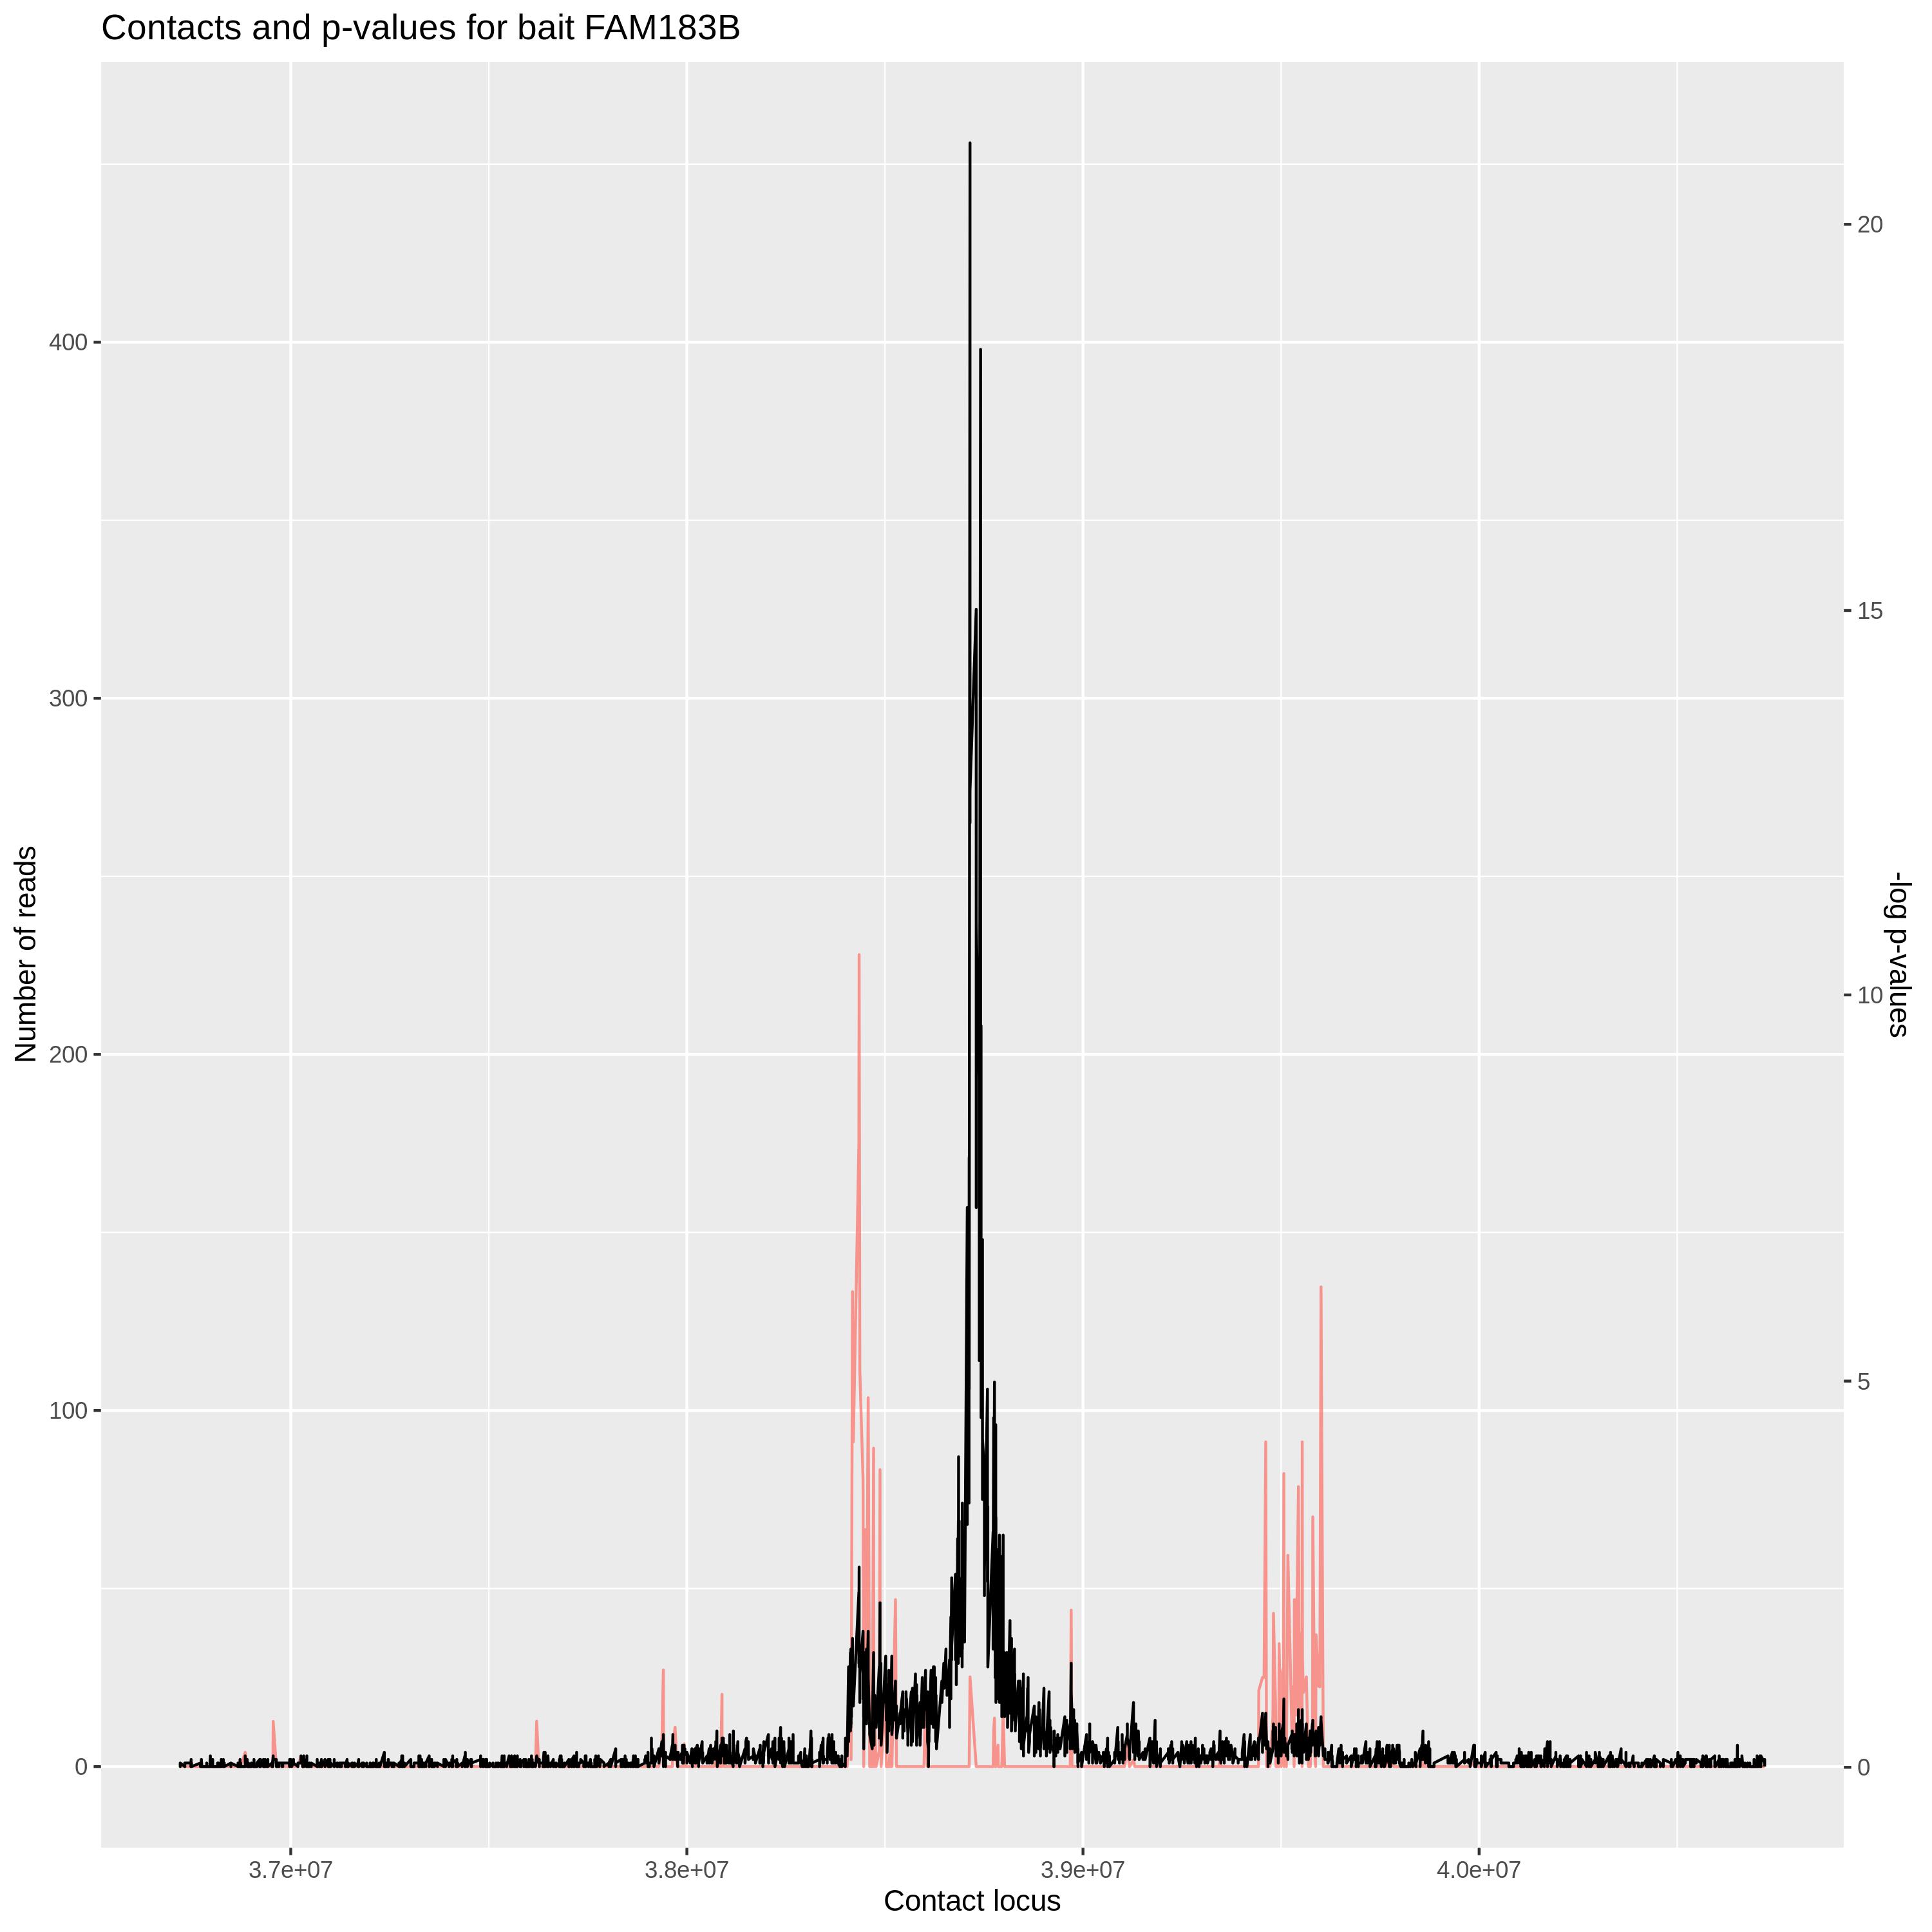 Contacts and p-values for bait FAM183B
Number of reads
400
300
200
100
0
20
15
10
5
0
-log p-values
3.7e+07
3.8e+07
3.9e+07
4.0e+07
Contact locus